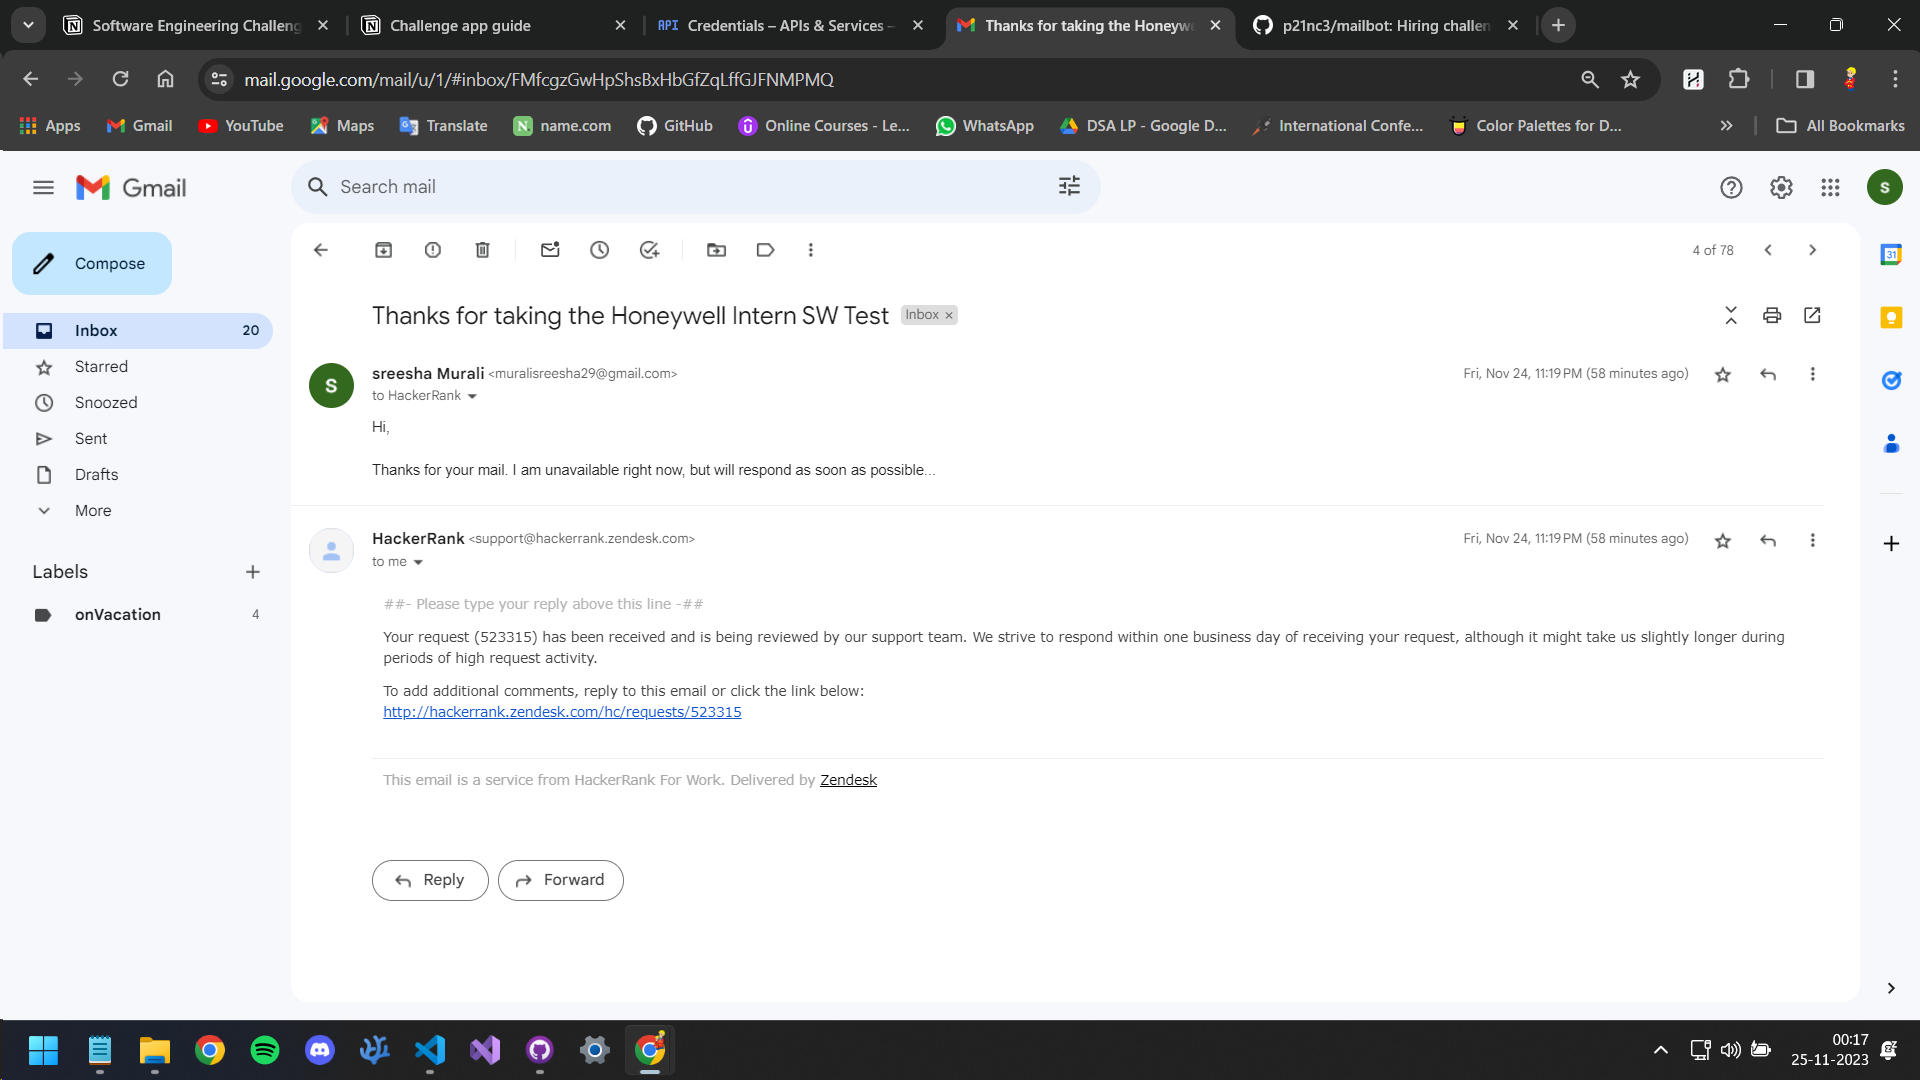 Software Engineering Challeng
Challenge app guide
API Credentials – APIs & Services –
Thanks for taking the Honeywe
p21nc3/mailbot: Hiring challen
mail.google.com/mail/u/1/#inbox/FMfcgzGwHpShsBxHbGfZqLffGJFNMPMQ
Apps
Gmail
YouTube
Maps
Translate
name.com
GitHub
Online Courses - Le...
WhatsApp
DSA LP - Google D...
International Confe...
Color Palettes for D...
All Bookmarks
Gmail
Search mail
S
Compose
4 of 78
Inbox 20
Starred
Snoozed
Sent
Drafts
More
Labels
onVacation 4
Thanks for taking the Honeywell Intern SW Test Inbox ×
S
sreesha Murali <muralisreesha29@gmail.com> Fri, Nov 24, 11:19 PM (58 minutes ago)
to HackerRank
Hi,
Thanks for your mail. I am unavailable right now, but will respond as soon as possible...
HackerRank <support@hackerrank.zendesk.com> Fri, Nov 24, 11:19 PM (58 minutes ago)
to me
##- Please type your reply above this line -##
Your request (523315) has been received and is being reviewed by our support team. We strive to respond within one business day of receiving your request, although it might take us slightly longer during
periods of high request activity.
To add additional comments, reply to this email or click the link below:
http://hackerrank.zendesk.com/hc/requests/523315
This email is a service from HackerRank For Work. Delivered by Zendesk
Reply
Forward
31
00:17
25-11-2023